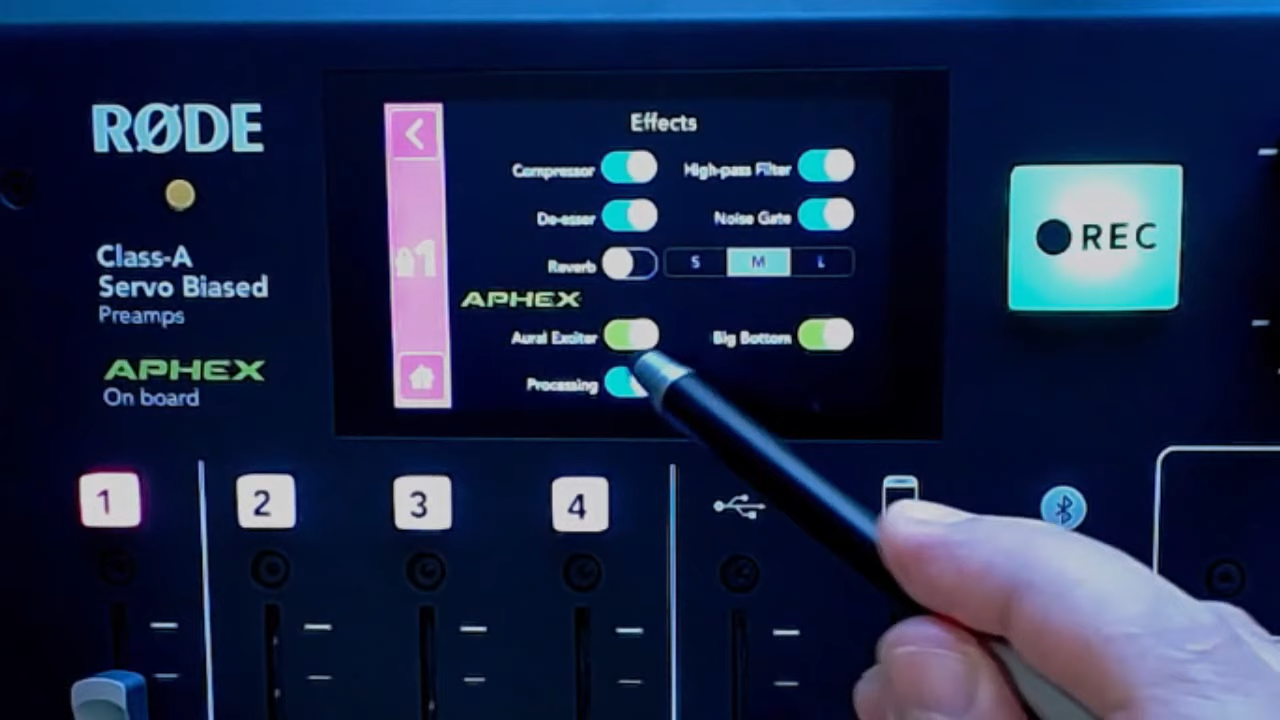 RØDE
Class-A
Servo Biased
Preamps
APHEX
On board
Effects
Compressor
High-pass Filter
De-esser
Noise Gate
Reverb
S M L
APHEX
Aural Exciter
Big Bottom
Processing
1
REC
1
2
3
4